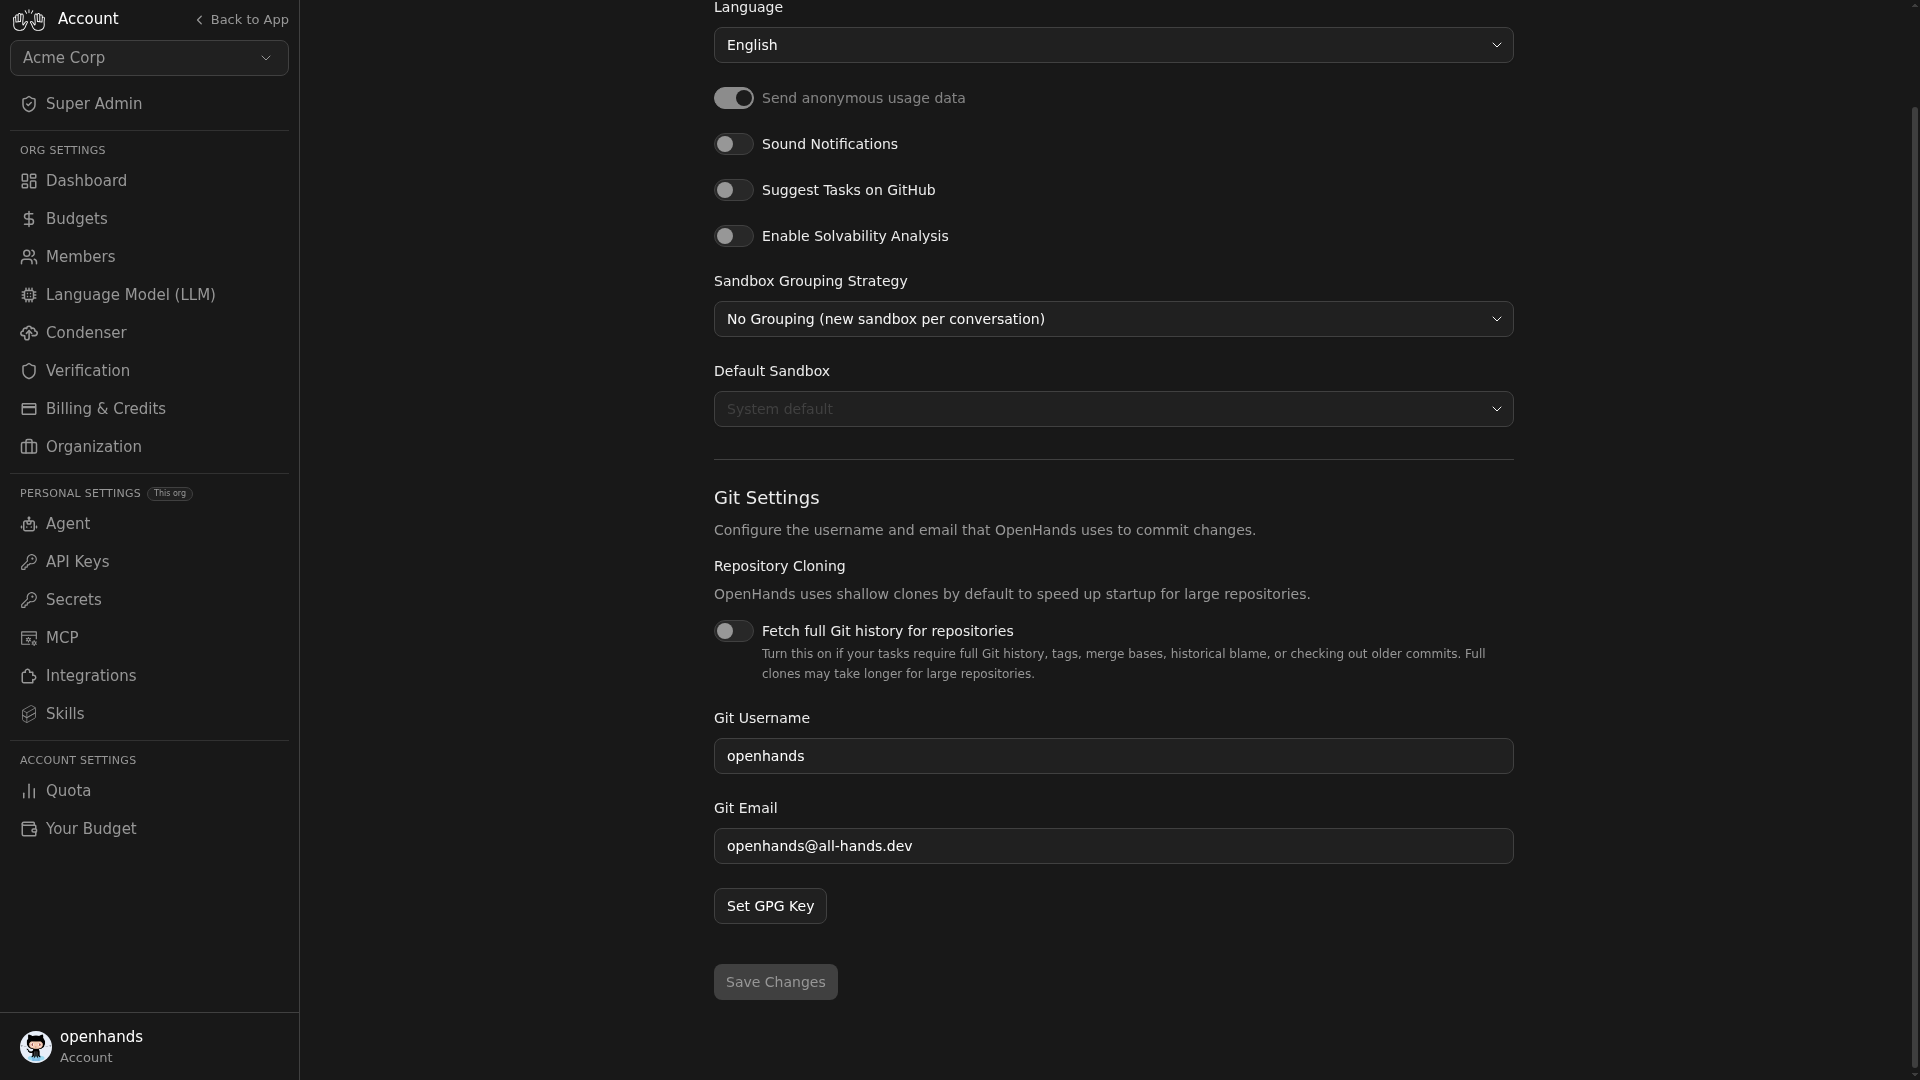 Account
Back to App
Acme Corp
Super Admin
ORG SETTINGS
Dashboard
Budgets
Members
Language Model (LLM)
Condenser
Verification
Billing & Credits
Organization
PERSONAL SETTINGS This org
Agent
API Keys
Secrets
MCP
Integrations
Skills
ACCOUNT SETTINGS
Quota
Your Budget
openhands
Account
Language
English
Send anonymous usage data
Sound Notifications
Suggest Tasks on GitHub
Enable Solvability Analysis
Sandbox Grouping Strategy
No Grouping (new sandbox per conversation)
Default Sandbox
System default
Git Settings
Configure the username and email that OpenHands uses to commit changes.
Repository Cloning
OpenHands uses shallow clones by default to speed up startup for large repositories.
Fetch full Git history for repositories
Turn this on if your tasks require full Git history, tags, merge bases, historical blame, or checking out older commits. Full
clones may take longer for large repositories.
Git Username
openhands
Git Email
openhands@all-hands.dev
Set GPG Key
Save Changes